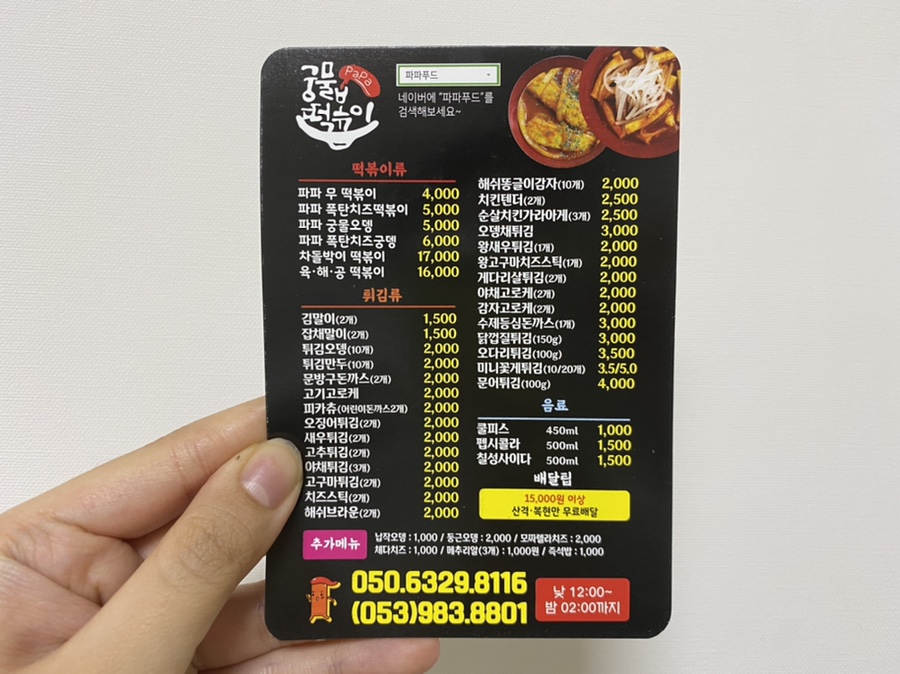 궁물떡볶이
PaPa
파파푸드
네이버에 "파파푸드"를
검색해보세요~
떡볶이류
파파 무 떡볶이 4,000
파파 폭탄치즈떡볶이 5,000
파파 궁물오뎅 5,000
파파 폭탄치즈궁뎅 6,000
차돌박이 떡볶이 17,000
육·해·공 떡볶이 16,000
튀김류
김말이(2개) 1,500
잡채말이(2개) 1,500
튀김오뎅(10개) 2,000
튀김만두(10개) 2,000
문방구돈까스(2개) 2,000
고기고로케 2,000
피카츄(어린이돈까스2개) 2,000
오징어튀김(2개) 2,000
새우튀김(2개) 2,000
고추튀김(2개) 2,000
야채튀김(3개) 2,000
고구마튀김(2개) 2,000
치즈스틱(2개) 2,000
해쉬브라운(2개) 2,000
해쉬똥글이감자(10개) 2,000
치킨텐더(2개) 2,500
순살치킨가라아게(3개) 2,500
오뎅채튀김 3,000
왕새우튀김(1개) 2,000
왕고구마치즈스틱(1개) 2,000
게다리살튀김(2개) 2,000
야채고로케(2개) 2,000
감자고로케(2개) 2,000
수제등심돈까스(1개) 3,000
닭껍질튀김(150g) 3,000
오다리튀김(100g) 3,500
미니꽃게튀김(10/20개) 3.5/5.0
문어튀김(100g) 4,000
음료
쿨피스 450ml 1,000
펩시콜라 500ml 1,500
칠성사이다 500ml 1,500
배달팁
15,000원 이상
산격·복현만 무료배달
추가메뉴
납작오뎅 : 1,000 / 둥근오뎅 : 2,000 / 모짜렐라치즈 : 2,000
체다치즈 : 1,000 / 메추리알(3개) : 1,000원 / 즉석밥 : 1,000
050.6329.8116
(053)983.8801
낮 12:00~
밤 02:00까지